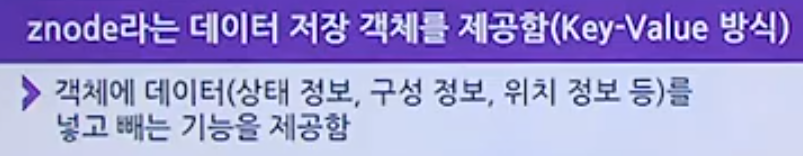 znode라는 데이터 저장 객체를 제공함(Key-Value 방식)
객체에 데이터(상태 정보, 구성 정보, 위치 정보 등)를
넣고 빼는 기능을 제공함